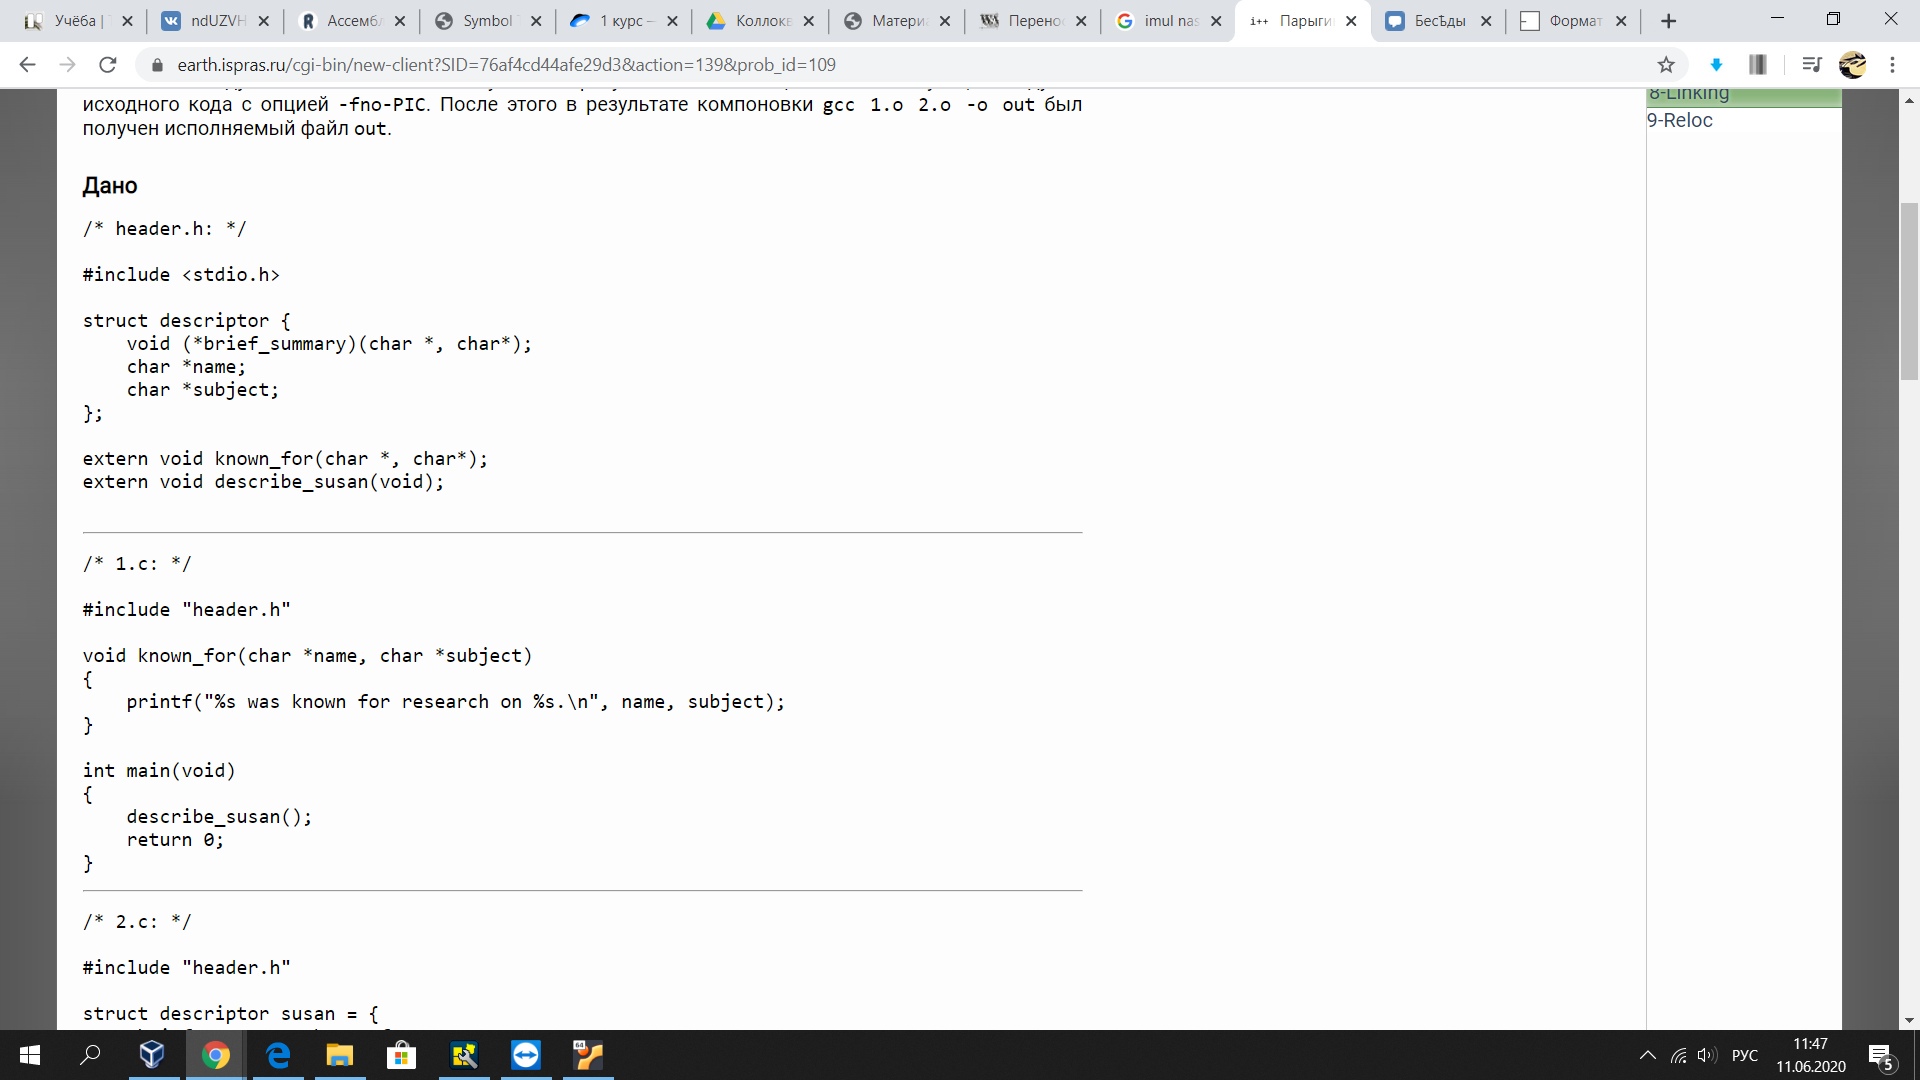 Учёба |
ndUZVH
Ассембл
Symbol
1 курс –
Коллокв
Материа
Перенос
imul nas
i++ Парыги
Бесѣды
Формат
earth.ispras.ru/cgi-bin/new-client?SID=76af4cd44afe29d3&action=139&prob_id=109
исходного кода с опцией -fno-PIC. После этого в результате компоновки gcc 1.o 2.o -o out был
получен исполняемый файл out.
8-Linking
9-Reloc
Дано
/* header.h: */
#include <stdio.h>
struct descriptor {
    void (*brief_summary)(char *, char*);
    char *name;
    char *subject;
};
extern void known_for(char *, char*);
extern void describe_susan(void);
/* 1.c: */
#include "header.h"
void known_for(char *name, char *subject)
{
    printf("%s was known for research on %s.\n", name, subject);
}
int main(void)
{
    describe_susan();
    return 0;
}
/* 2.c: */
#include "header.h"
struct descriptor susan = {
64
РУС
11:47
11.06.2020
5